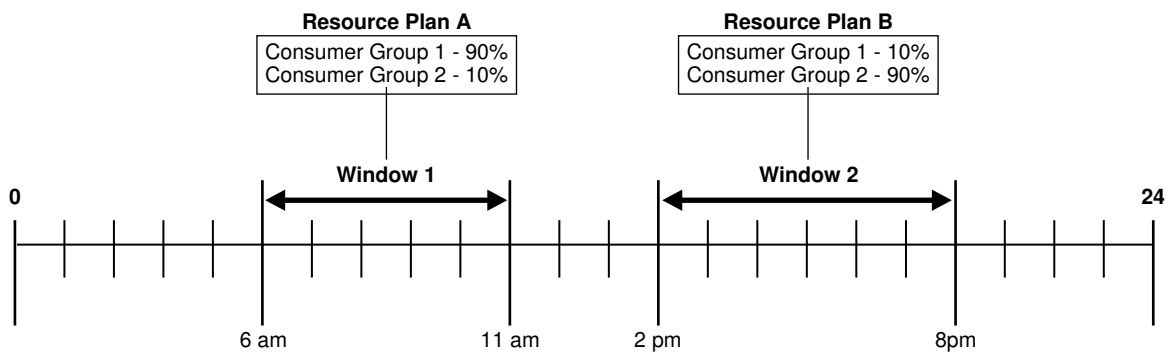 Resource Plan A
Consumer Group 1 - 90%
Consumer Group 2 - 10%
Resource Plan B
Consumer Group 1 - 10%
Consumer Group 2 - 90%
Window 1
Window 2
0
24
6 am
11 am
2 pm
8pm